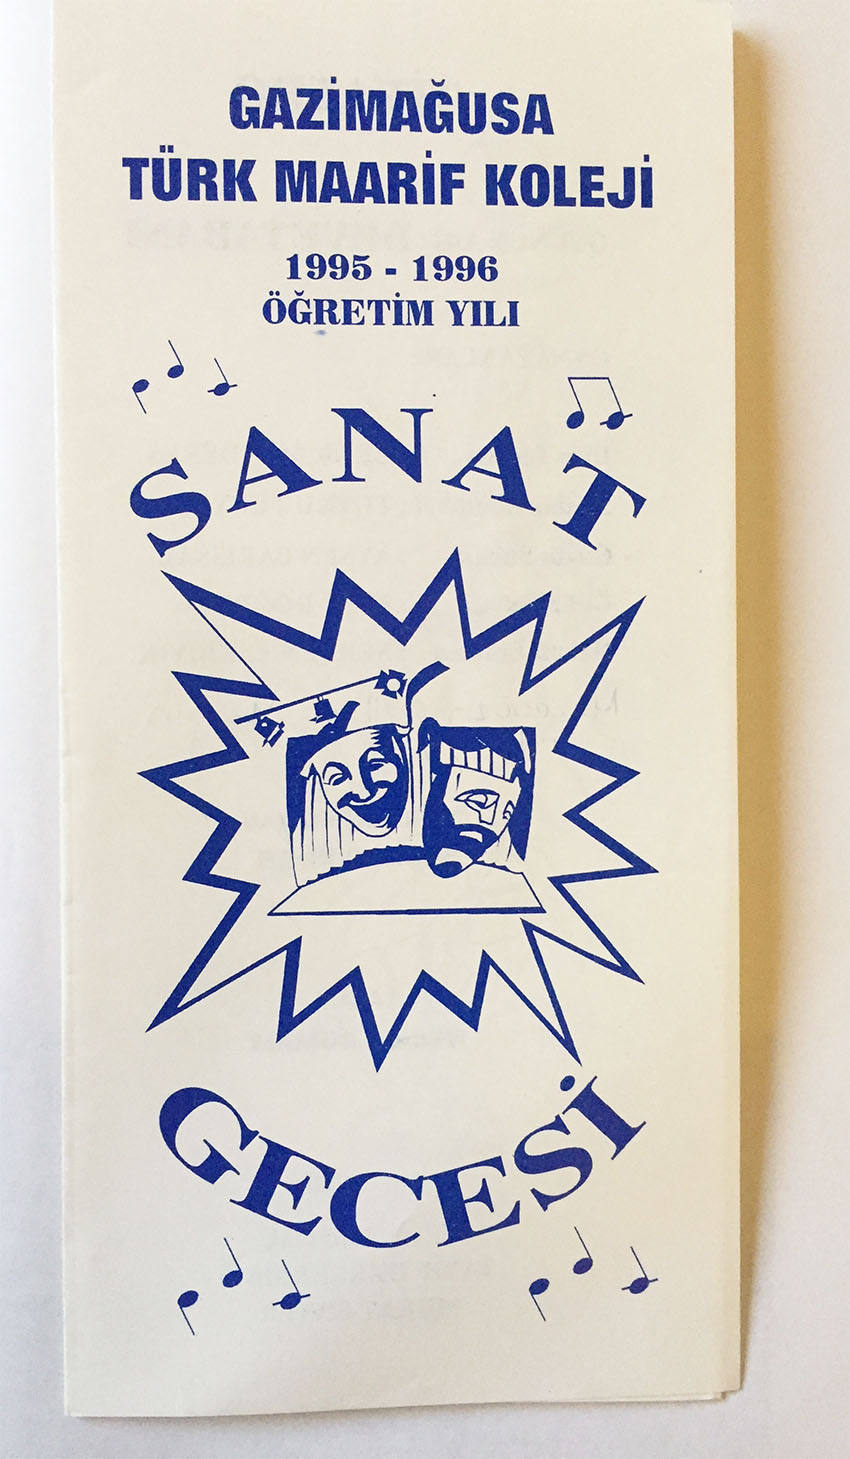 GAZİMAĞUSA
TÜRK MAARİF KOLEJİ
1995 - 1996
ÖĞRETİM YILI
SANAT
GECESİ